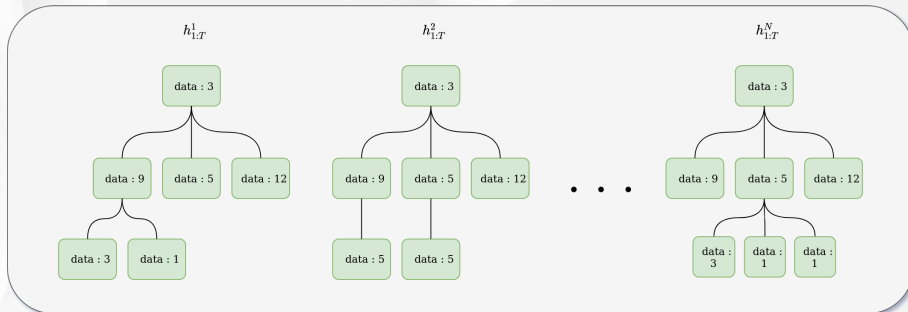 h^1_{1:T} h^2_{1:T} h^N_{1:T}
data : 3 data : 3 data : 3
data : 9 data : 5 data : 12 data : 9 data : 5 data : 12 data : 9 data : 5 data : 12
data : 3 data : 1 data : 5 data : 5 data : 3 data : 1 data : 1